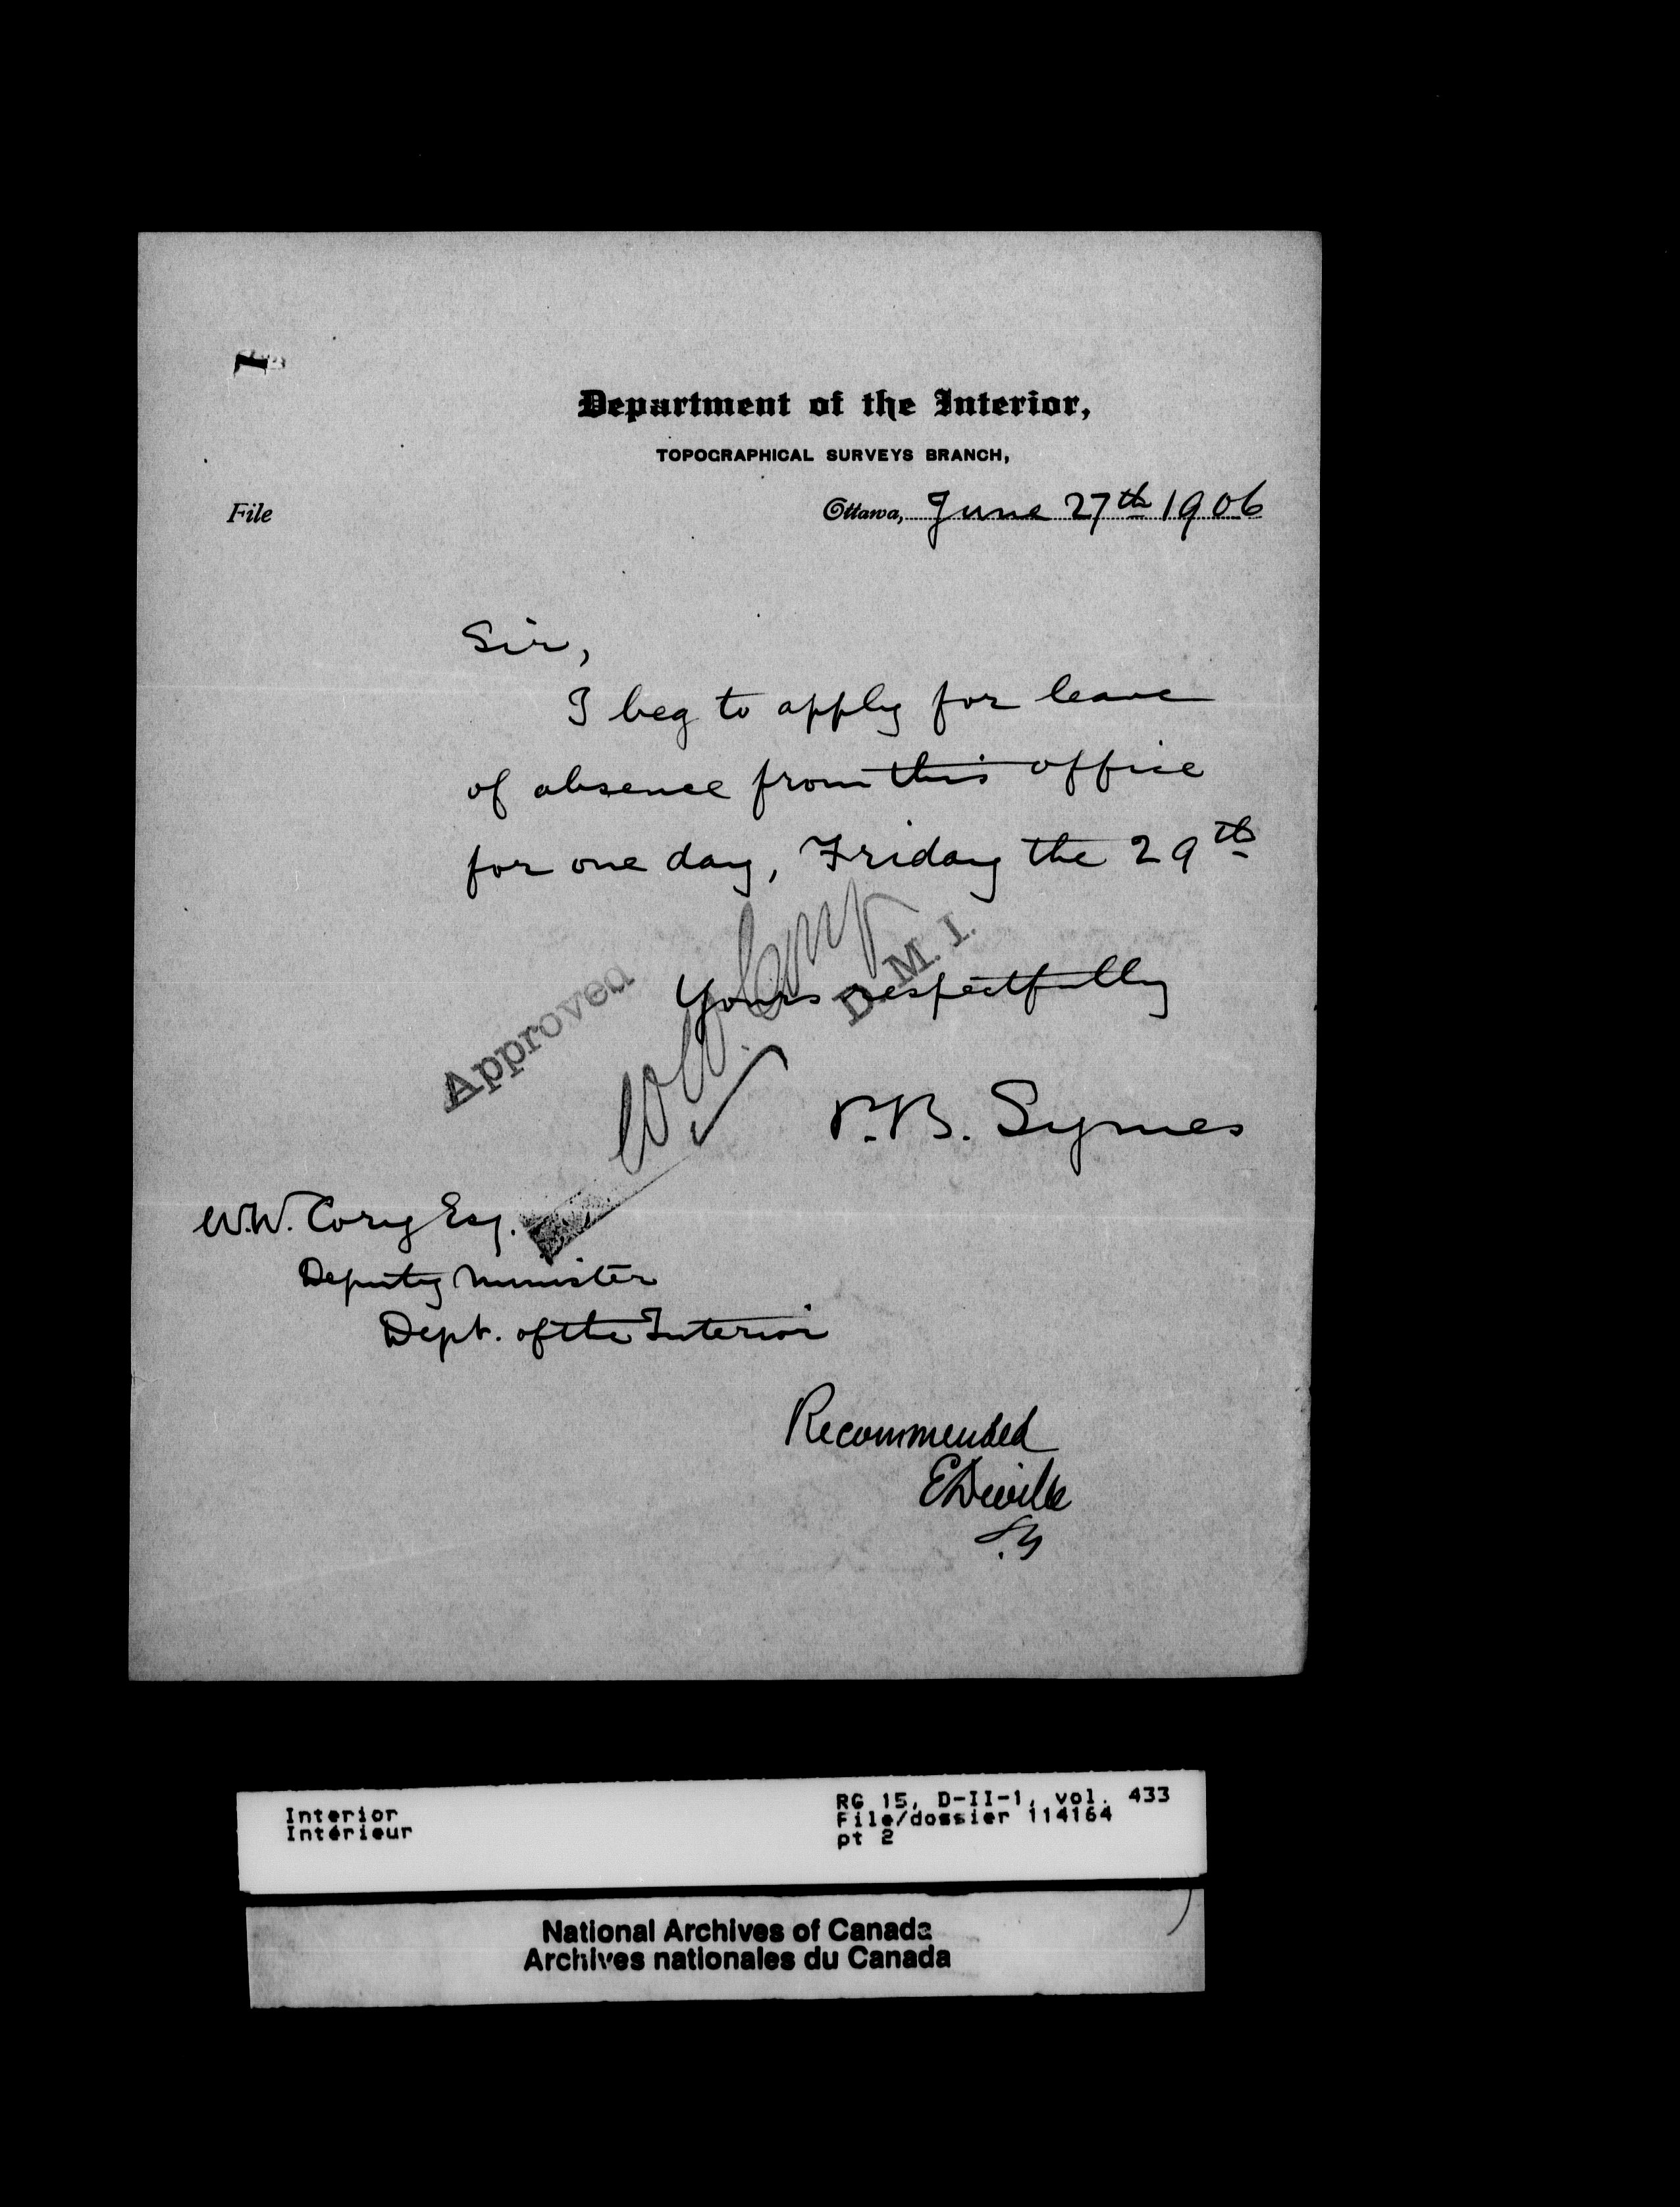 Department of the Interior,
TOPOGRAPHICAL SURVEYS BRANCH,
File
Ottawa, June 27th 1906
Sir,
I beg to apply for leave
of absence from this office
for one day, Friday the 29th
Yours respectfully
P.B. Symes
Approved
W.W. Cory
D. M. I.
W.W. Cory Esq.
Deputy Minister
Dept. of the Interior
Recommended
E Deville
S.G
Interior
Intérieur
RG 15, D-II-1, vol. 433
File/dossier 114164
pt 2
National Archives of Canada
Archives nationales du Canada